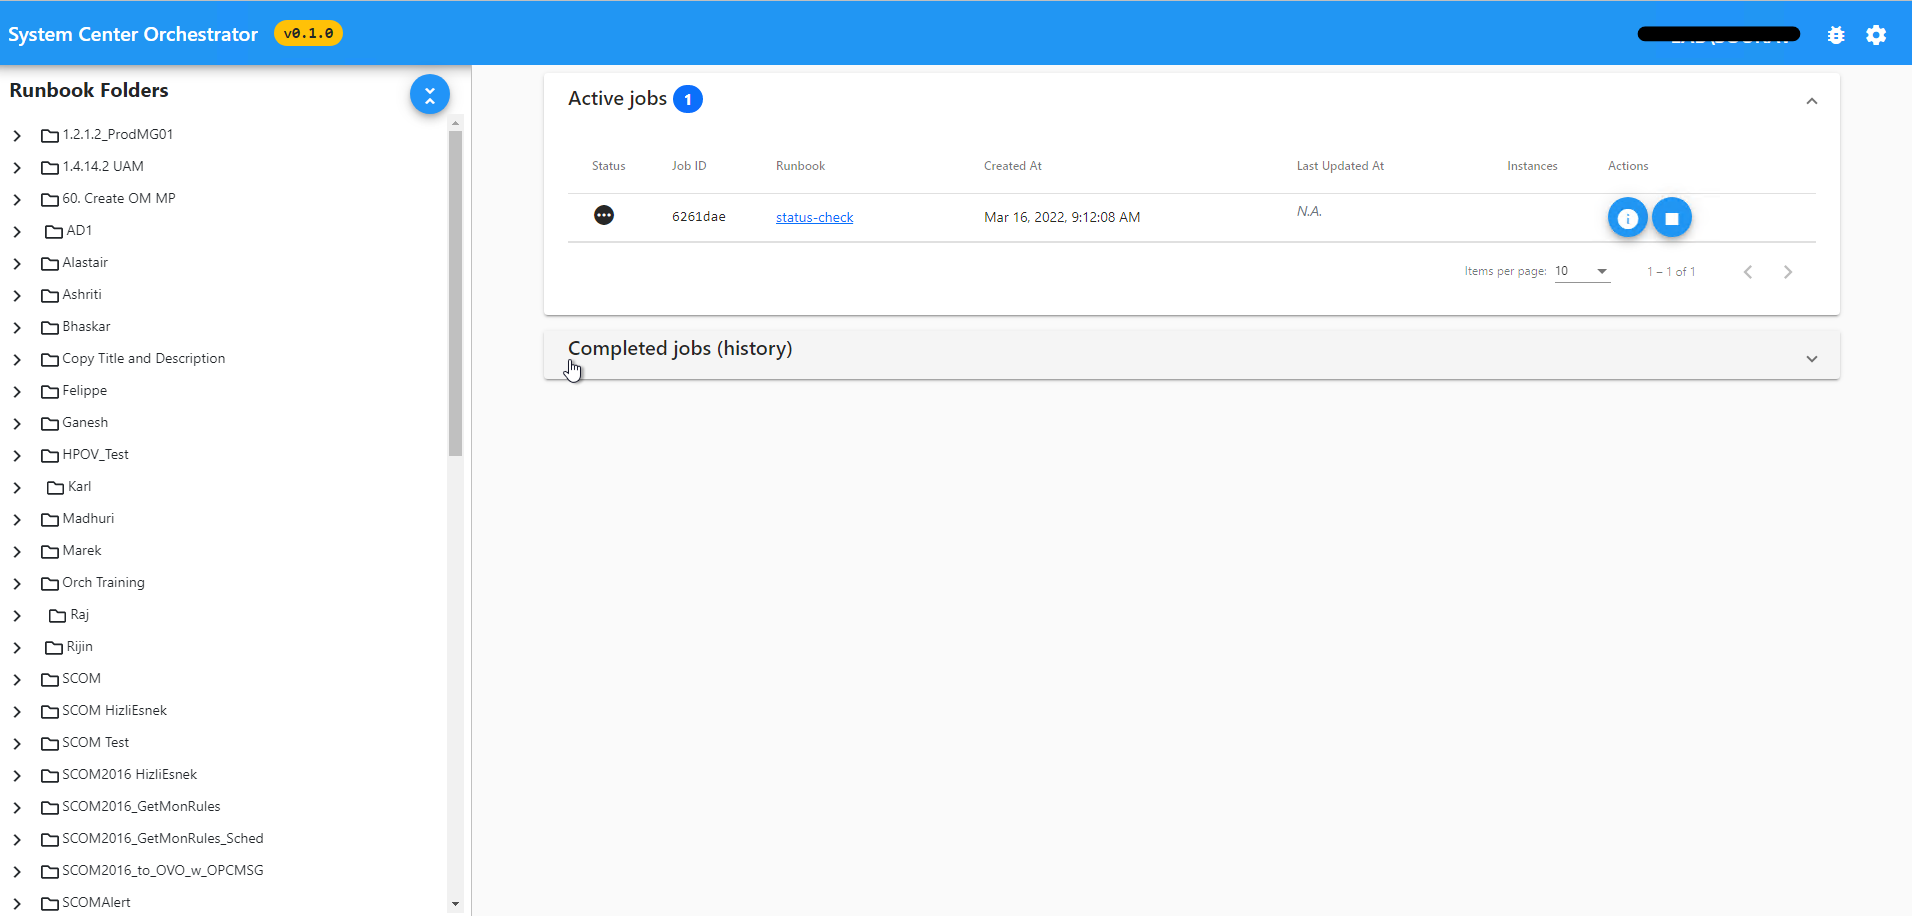 System Center Orchestrator v0.1.0
Runbook Folders
1.2.1.2_ProdMG01
1.4.14.2 UAM
60. Create OM MP
AD1
Alastair
Ashriti
Bhaskar
Copy Title and Description
Felippe
Ganesh
HPOV_Test
Karl
Madhuri
Marek
Orch Training
Raj
Rijin
SCOM
SCOM HizliEsnek
SCOM Test
SCOM2016 HizliEsnek
SCOM2016_GetMonRules
SCOM2016_GetMonRules_Sched
SCOM2016_to_OVO_w_OPCMSG
SCOMAlert
Active jobs 1
Status Job ID Runbook Created At Last Updated At Instances Actions
6261dae status-check Mar 16, 2022, 9:12:08 AM N.A.
Items per page: 10 1 – 1 of 1
Completed jobs (history)